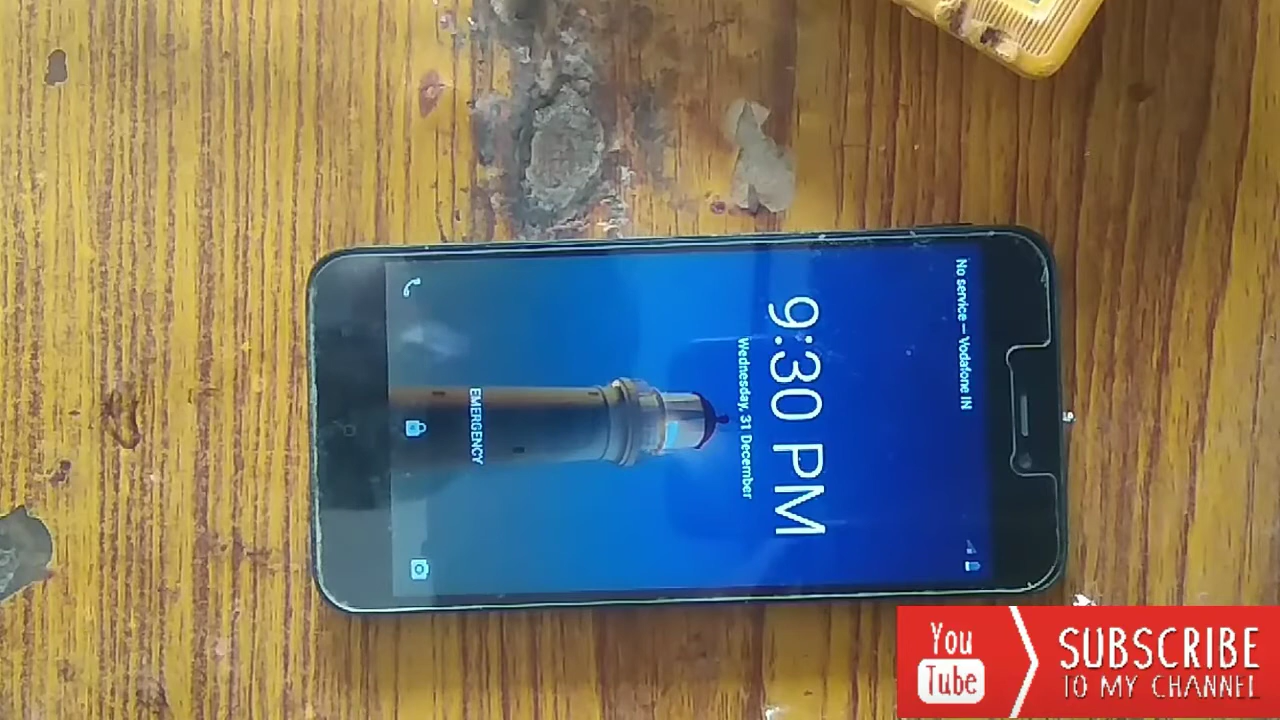 No service — Vodafone IN
9:30 PM
Wednesday, 31 December
EMERGENCY
You
Tube
SUBSCRIBE
TO MY CHANNEL